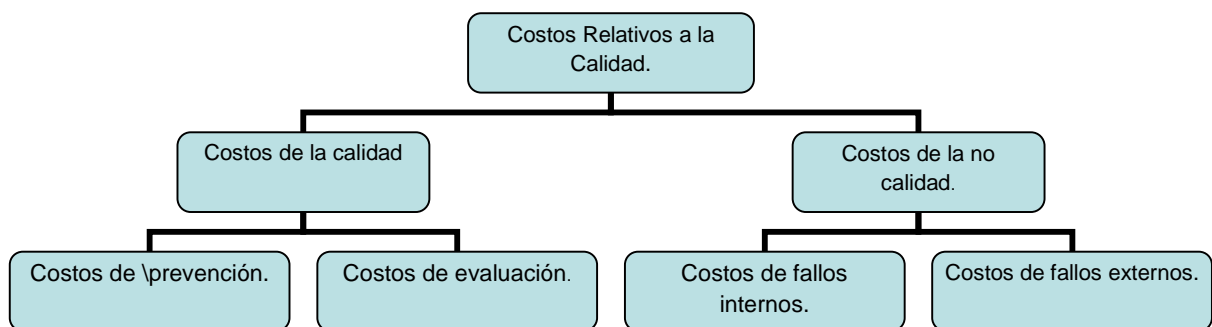 Costos Relativos a la
Calidad.
Costos de la calidad
Costos de la no
calidad.
Costos de \prevención.
Costos de evaluación.
Costos de fallos
internos.
Costos de fallos externos.